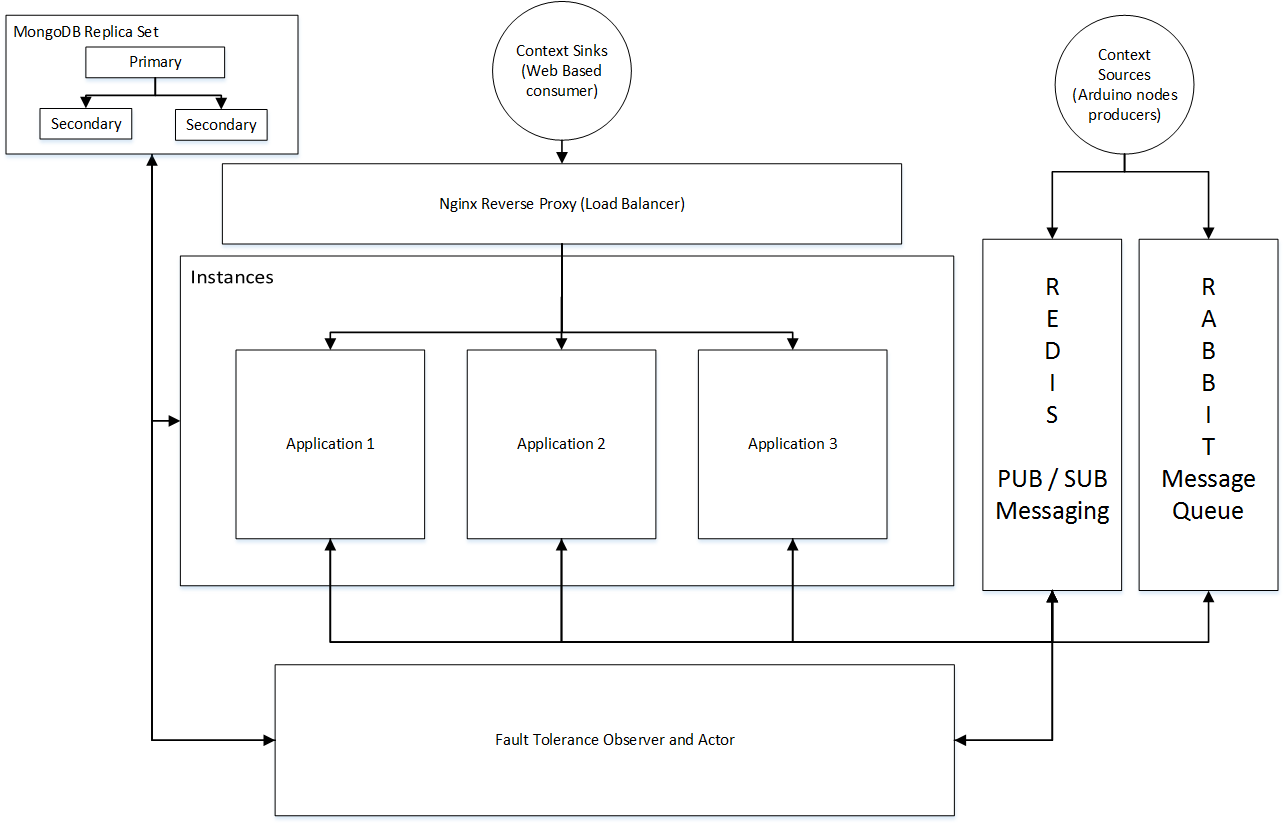 MongoDB Replica Set
Primary
Secondary
Secondary
Context Sinks
(Web Based
consumer)
Context
Sources
(Arduino nodes
producers)
Nginx Reverse Proxy (Load Balancer)
Instances
Application 1
Application 2
Application 3
R
E
D
I
S
PUB / SUB
Messaging
R
A
B
B
I
T
Message
Queue
Fault Tolerance Observer and Actor